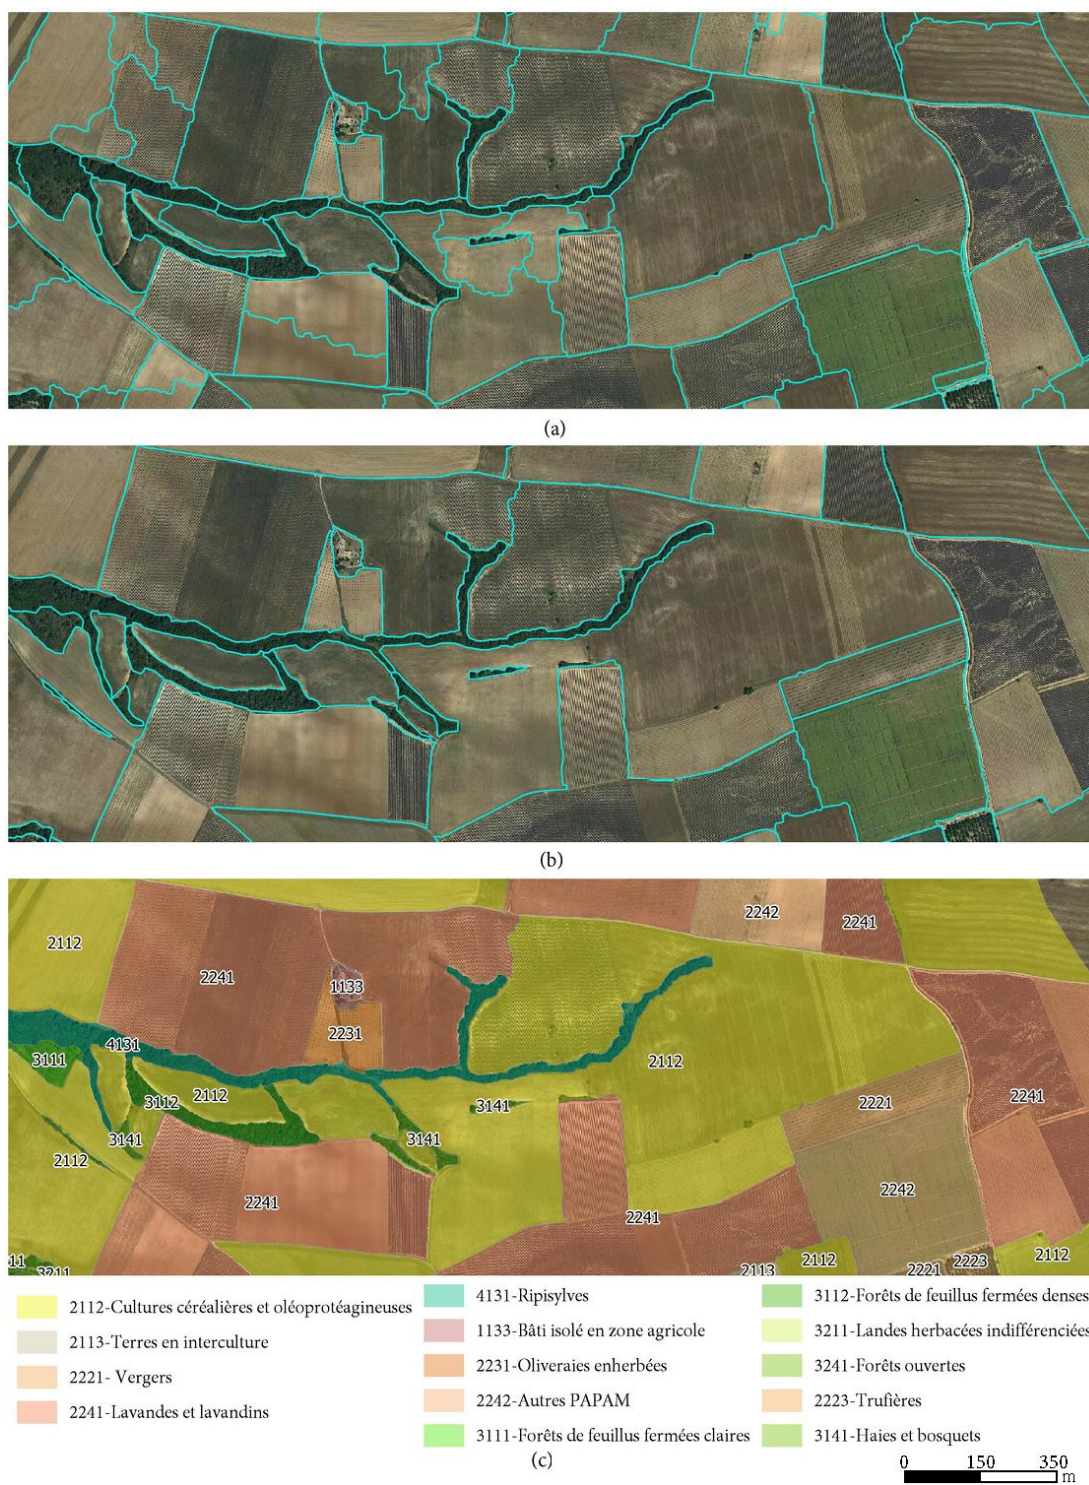 (a)
(b)
2112
2241
1133
2231
2242
2241
4131
3111
3112
2112
3141
2112
3141
3141
2112
2221
2241
2241
2242
2241
11
3211
2113
2112
2221
2223
2112
2112-Cultures céréalières et oléoprotéagineuses
2113-Terres en interculture
2221- Vergers
2241-Lavandes et lavandins
4131-Ripisylves
1133-Bâti isolé en zone agricole
2231-Oliveraies enherbées
2242-Autres PAPAM
3111-Forêts de feuillus fermées claires
3112-Forêts de feuillus fermées denses
3211-Landes herbacées indifférenciées
3241-Forêts ouvertes
2223-Trufières
3141-Haies et bosquets
(c)
0 150 350
m